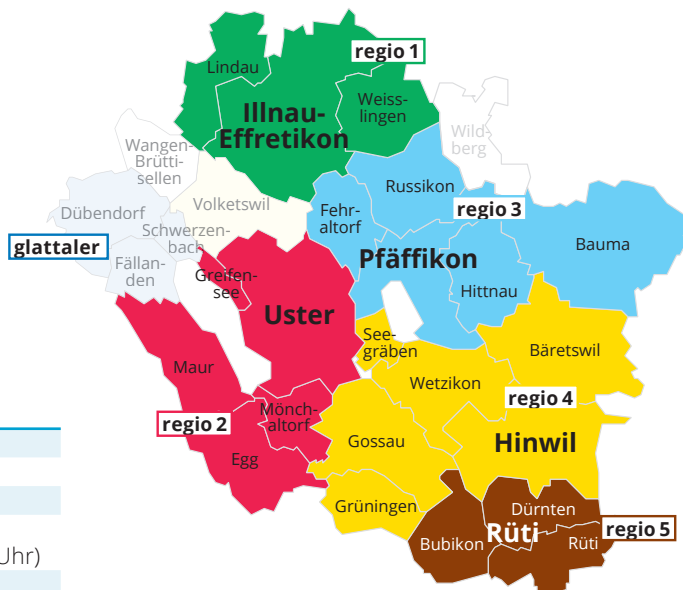 regio 1
Lindau
Weiss-
lingen
Illnau-
Effretikon
Wild-
berg
Wangen-
Brütti-
sellen
Russikon
Volketswil
Fehr-
altorf
regio 3
Dübendorf
Schwerzen-
bach
Bauma
glattaler
Pfäffikon
Fällan-
den
Greifen-
see
Hittnau
Uster
See-
gräben
Bäretswil
Maur
Wetzikon
regio 4
Mönch-
altorf
regio 2
Gossau
Hinwil
Egg
Grüningen
Dürnten
Rüti
regio 5
Bubikon
Rüti
Uhr)